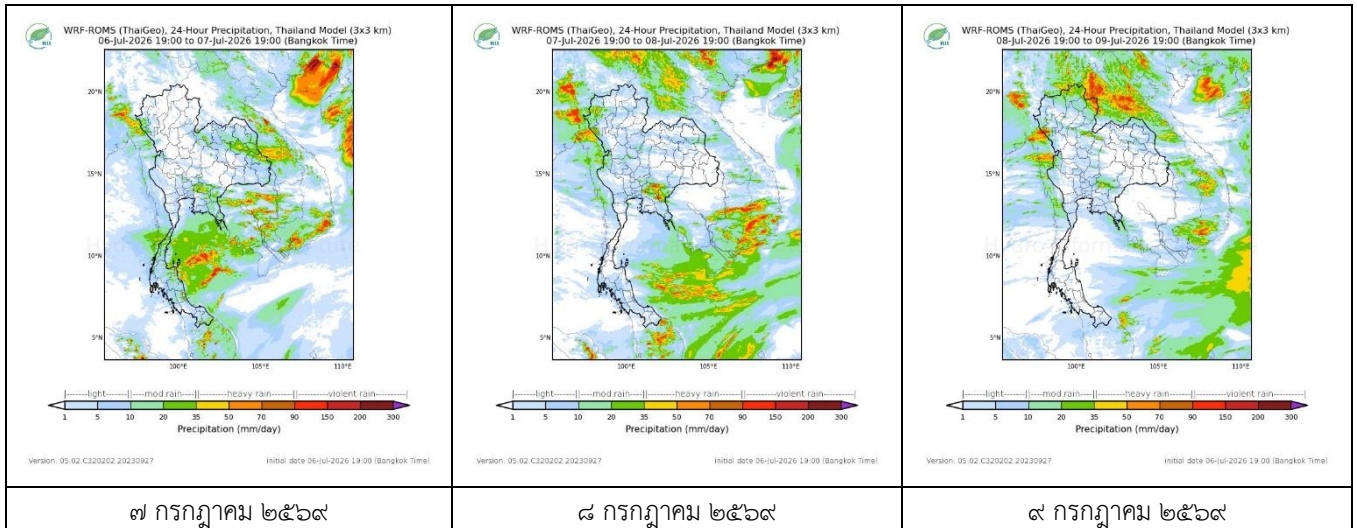 WRF-ROMS (ThaiGeo), 24-Hour Precipitation, Thailand Model (3x3 km)
06-Jul-2026 19:00 to 07-Jul-2026 19:00 (Bangkok Time)
20°N
15°N
10°N
5°N
100°E 105°E 110°E
light mod.rain heavy rain violent rain
1 5 10 20 35 50 70 90 150 200 300
Precipitation (mm/day)
Version: 05.02.C320202.20230927 initial date 06-Jul-2026 19:00 (Bangkok Time)
๗ กรกฎาคม ๒๕๖๙
WRF-ROMS (ThaiGeo), 24-Hour Precipitation, Thailand Model (3x3 km)
07-Jul-2026 19:00 to 08-Jul-2026 19:00 (Bangkok Time)
20°N
15°N
10°N
5°N
100°E 105°E 110°E
light mod.rain heavy rain violent rain
1 5 10 20 35 50 70 90 150 200 300
Precipitation (mm/day)
Version: 05.02.C320202.20230927 initial date 06-Jul-2026 19:00 (Bangkok Time)
๘ กรกฎาคม ๒๕๖๙
WRF-ROMS (ThaiGeo), 24-Hour Precipitation, Thailand Model (3x3 km)
08-Jul-2026 19:00 to 09-Jul-2026 19:00 (Bangkok Time)
20°N
15°N
10°N
5°N
100°E 105°E 110°E
light mod.rain heavy rain violent rain
1 5 10 20 35 50 70 90 150 200 300
Precipitation (mm/day)
Version: 05.02.C320202.20230927 initial date 06-Jul-2026 19:00 (Bangkok Time)
๙ กรกฎาคม ๒๕๖๙